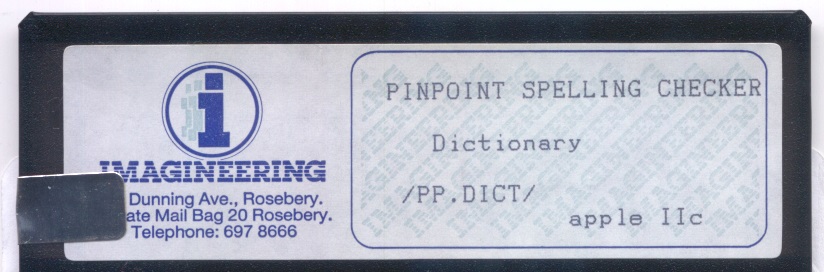 i
IMAGINEERING
Dunning Ave., Rosebery.
Mail Bag 20 Rosebery.
Telephone: 697 8666
PINPOINT SPELLING CHECKER
Dictionary
/PP.DICT/
apple IIc